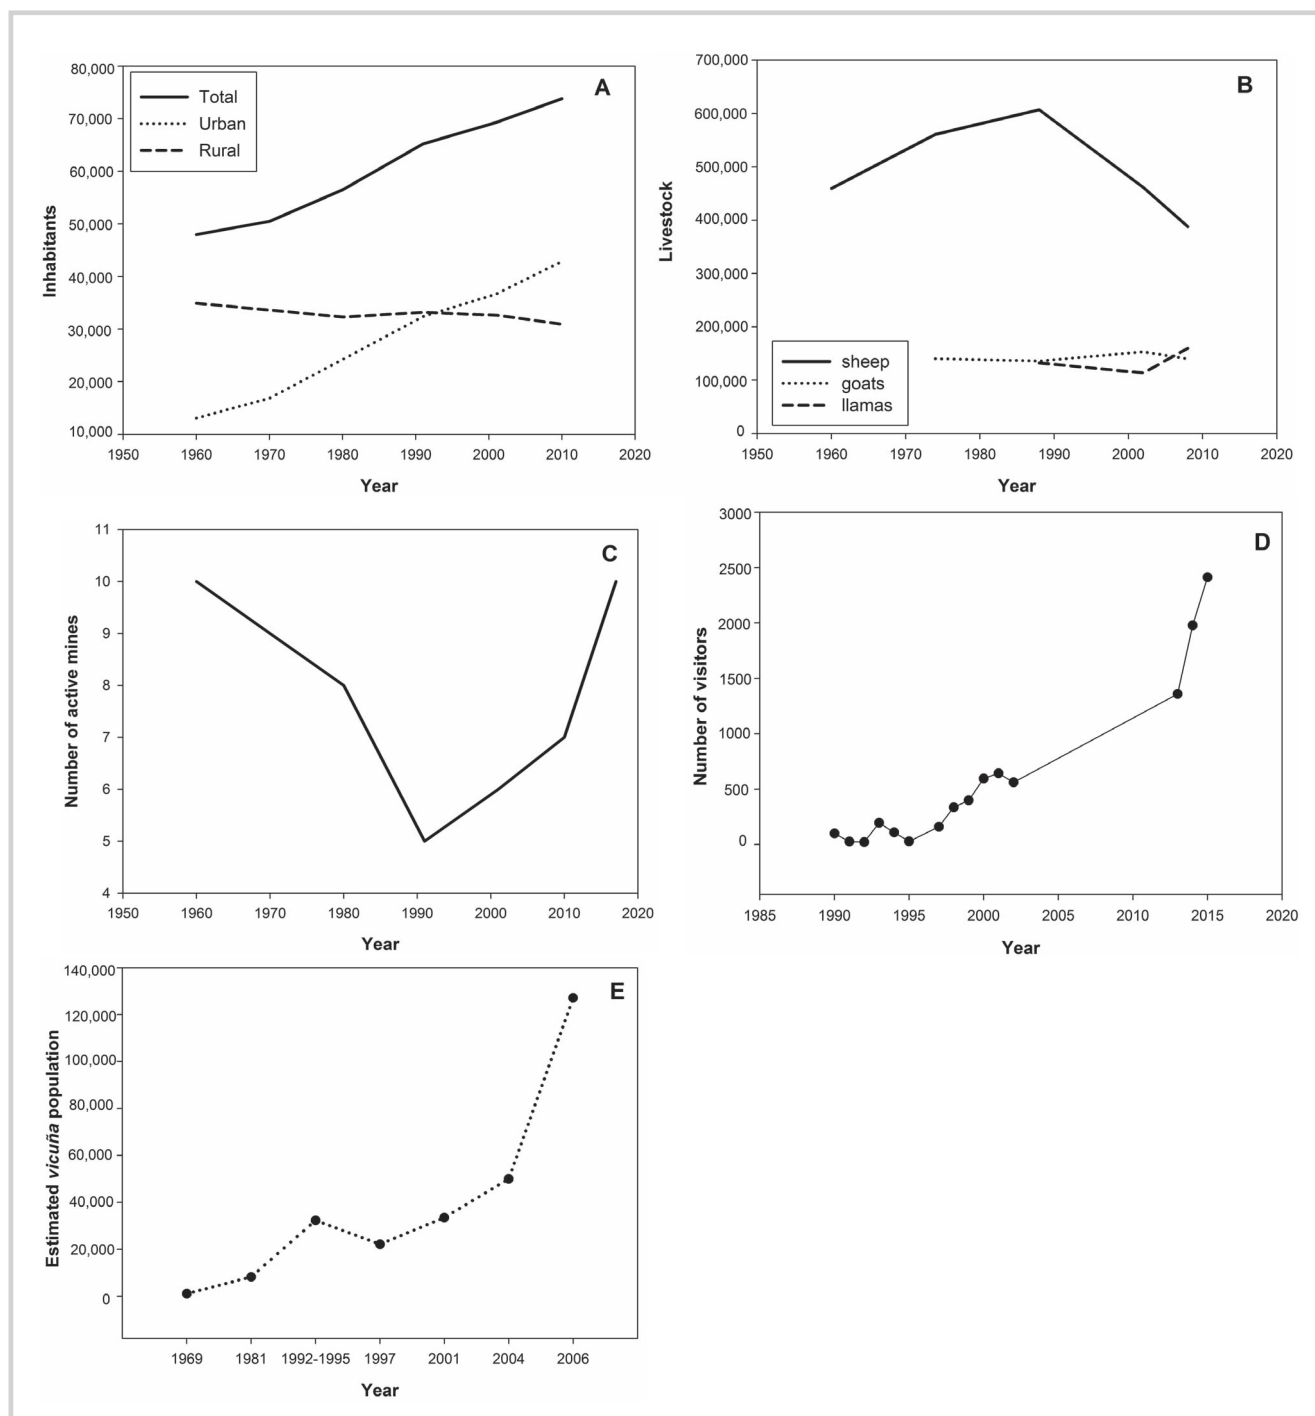 80,000
70,000
60,000
50,000
40,000
30,000
20,000
10,000
Inhabitants
Total
Urban
Rural
A
1950 1960 1970 1980 1990 2000 2010 2020
Year
700,000
600,000
500,000
400,000
300,000
200,000
100,000
0
Livestock
B
sheep
goats
llamas
1950 1960 1970 1980 1990 2000 2010 2020
Year
11
10
9
8
7
6
5
4
Number of active mines
C
1950 1960 1970 1980 1990 2000 2010 2020
Year
3000
2500
2000
1500
1000
500
0
Number of visitors
D
1985 1990 1995 2000 2005 2010 2015 2020
Year
140,000
120,000
100,000
80,000
60,000
40,000
20,000
0
Estimated vicuña population
E
1969 1981 1992-1995 1997 2001 2004 2006
Year